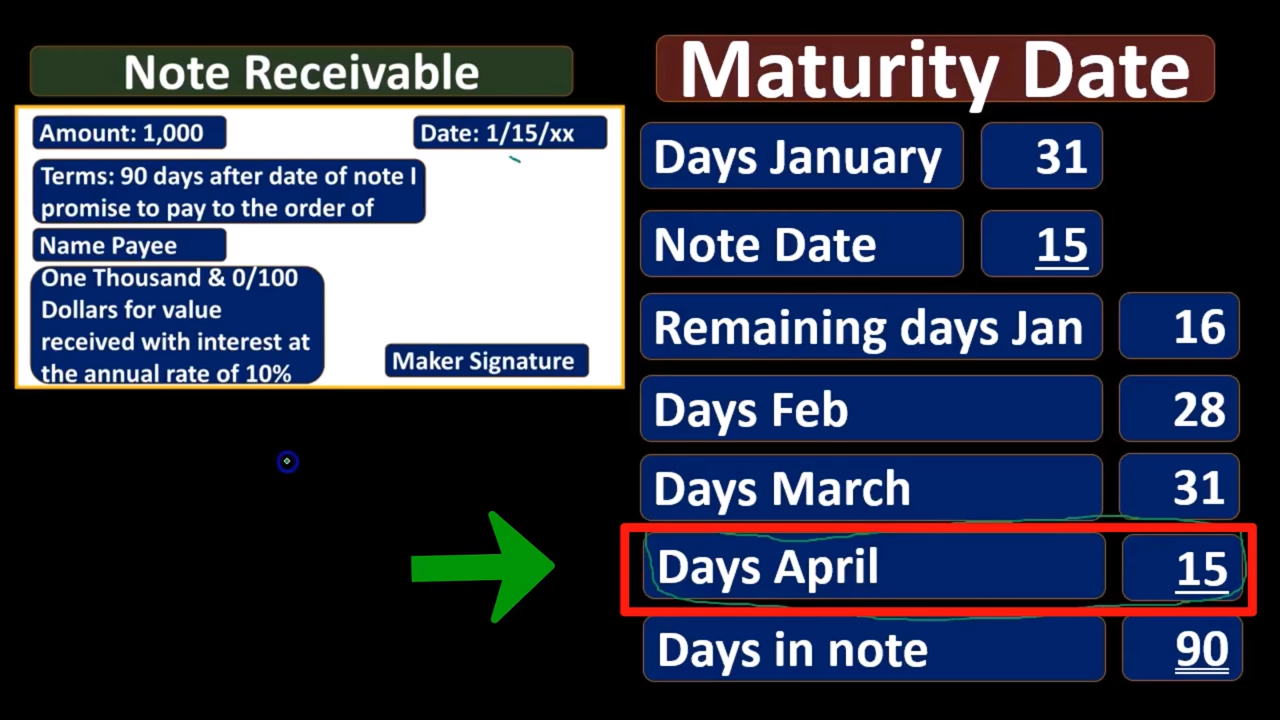 Note Receivable
Amount: 1,000
Date: 1/15/xx
Terms: 90 days after date of note I
promise to pay to the order of
Name Payee
One Thousand & 0/100
Dollars for value
received with interest at
the annual rate of 10%
Maker Signature
Maturity Date
Days January 31
Note Date 15
Remaining days Jan 16
Days Feb 28
Days March 31
Days April 15
Days in note 90